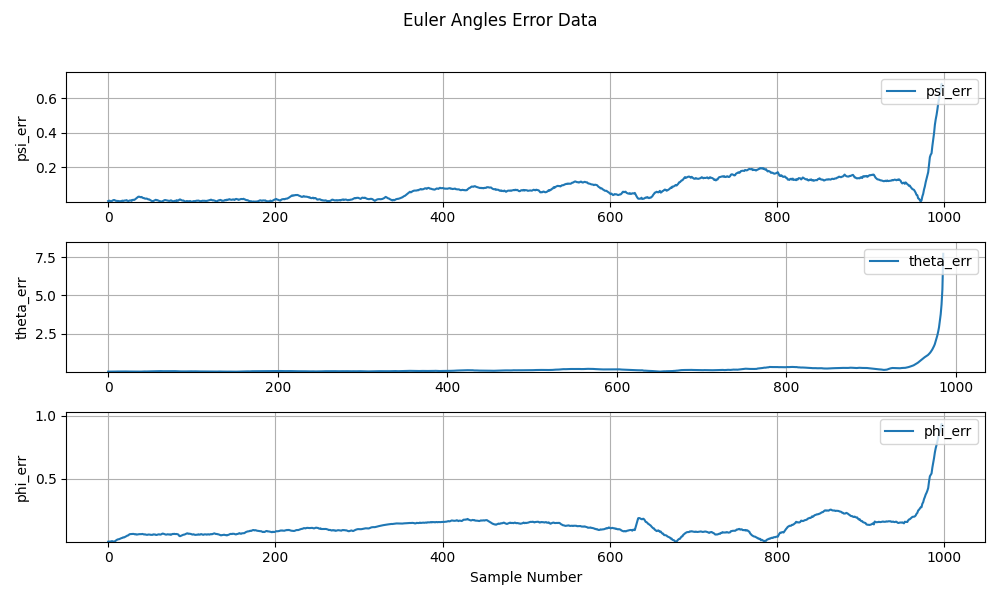 Euler Angles Error Data
psi_err
0.6
0.4
0.2
psi_err
0 200 400 600 800 1000
theta_err
7.5
5.0
2.5
theta_err
0 200 400 600 800 1000
phi_err
1.0
0.5
phi_err
0 200 400 600 800 1000
Sample Number